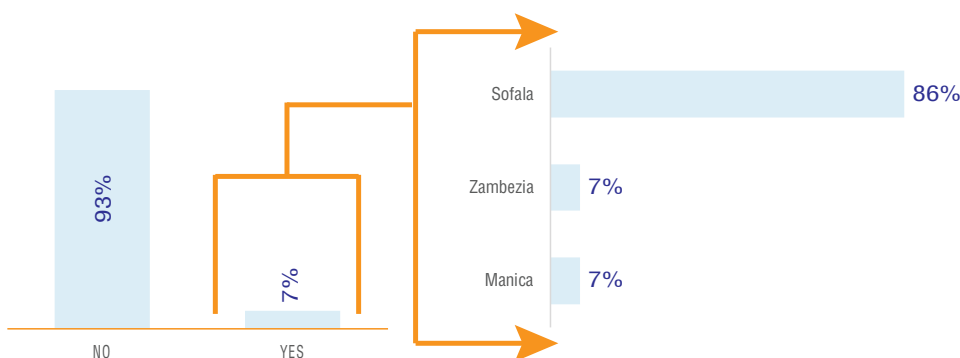 93%
7%
NO
YES
Sofala
86%
Zambezia
7%
Manica
7%